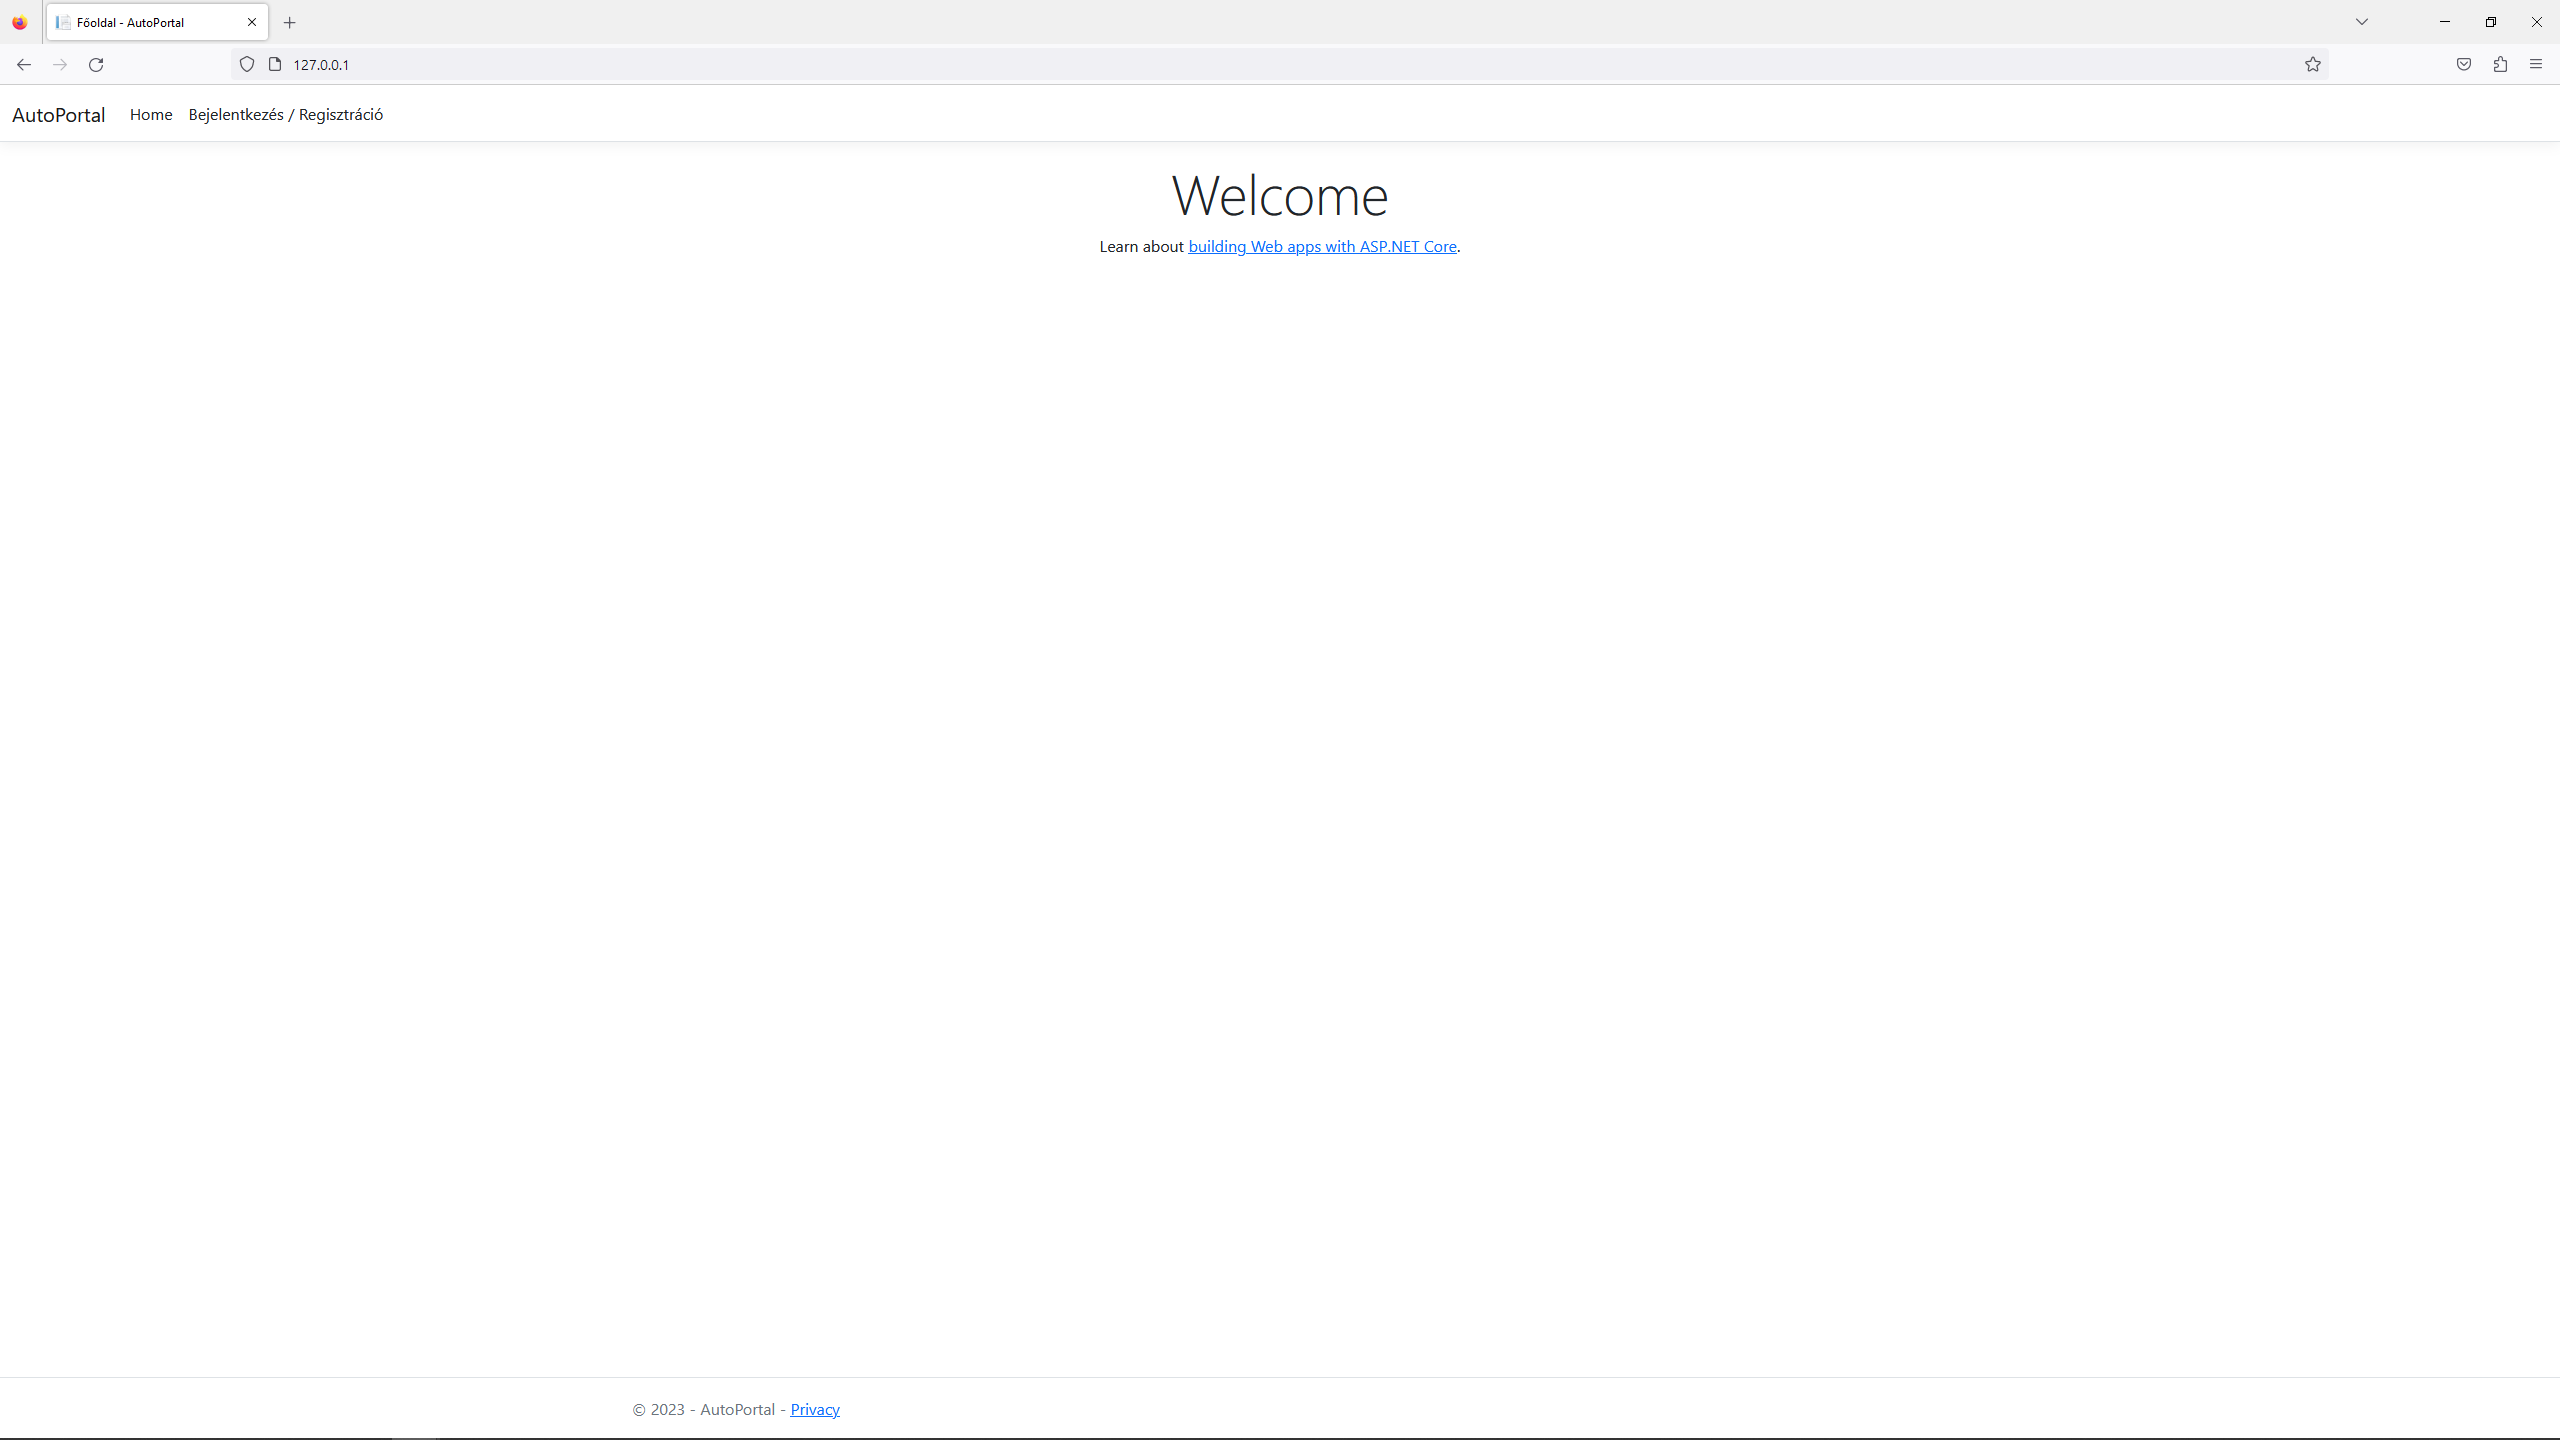 Főoldal - AutoPortal
127.0.0.1
AutoPortal Home Bejelentkezés / Regisztráció
Welcome
Learn about building Web apps with ASP.NET Core.
© 2023 - AutoPortal - Privacy